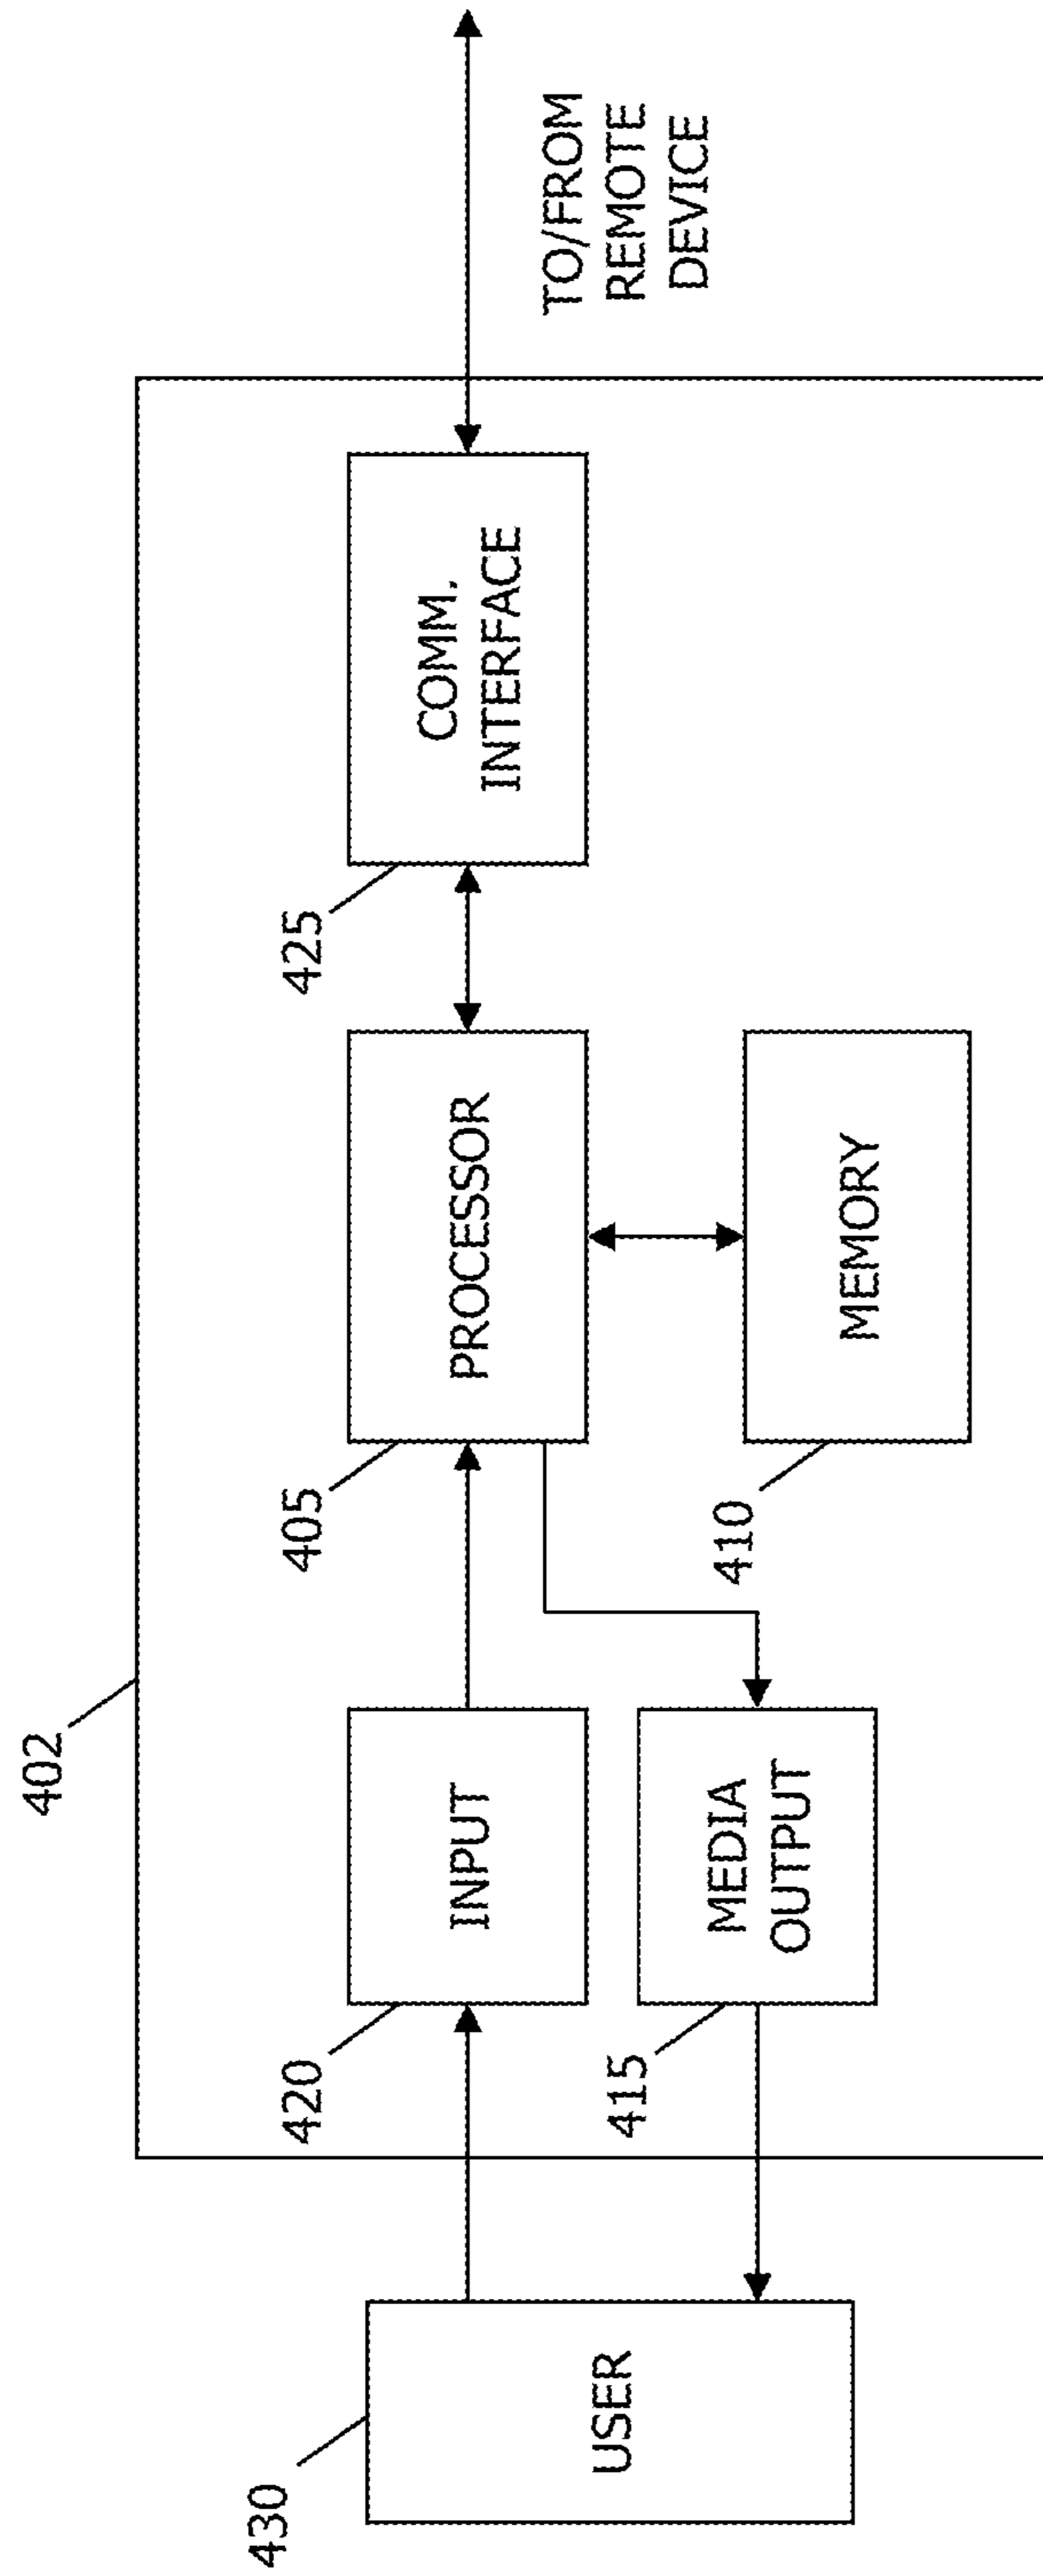 402
430
USER
420
INPUT
415
MEDIA
OUTPUT
405
PROCESSOR
410
MEMORY
425
COMM.
INTERFACE
TO/FROM
REMOTE
DEVICE